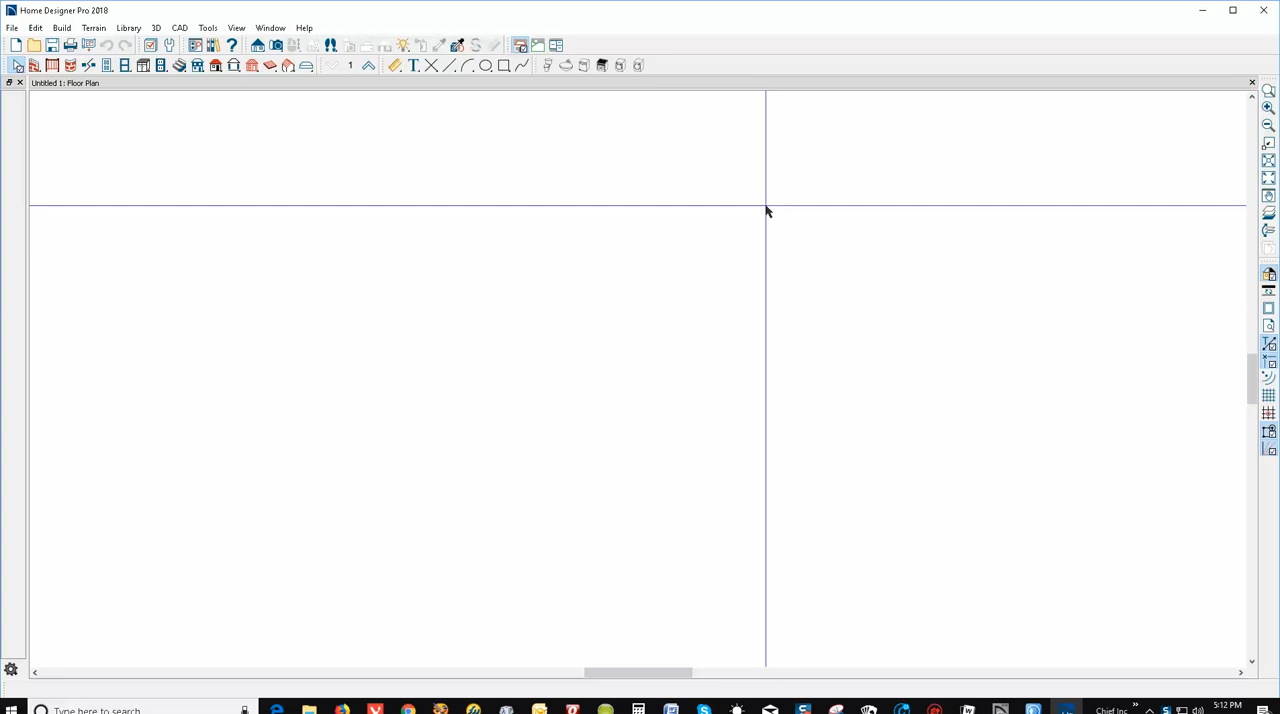 Home Designer Pro 2018
File Edit Build Terrain Library 3D CAD Tools View Window Help
1
Untitled 1: Floor Plan
Type here to search
Chief Inc
5:12 PM